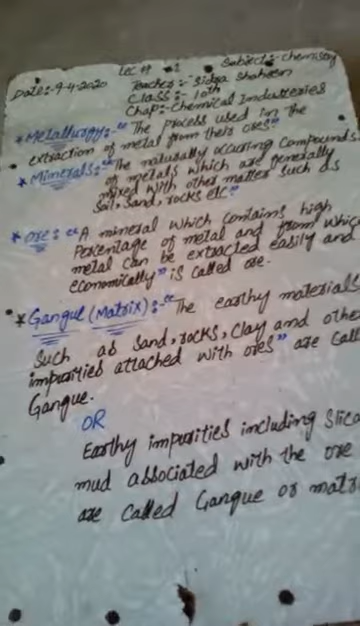 Lec # 1 Subject:- Chemistry
Date:- 9-4-2020 Teacher:- Sidra Shaheen
Class:- 10th
Chap:- Chemical Industeries
* Metallurgy:- "The process used in the
extraction of metal from their ores"
* Minerals:- "The naturally occuring compounds
of metals which are generally
mixed with other matter such as
soil, sand, rocks etc"
* ore:- "A mineral which contains high
Percentage of metal and from which
metal can be extracted easily and
economically" is called ore.
* Gangue (Matrix):- "The earthy materials
Such as sand, rocks, clay and other
impurities attached with ores" are call
Gangue.
OR
Earthy impurities including Slica
mud associated with the ore
are called Gangue or matri